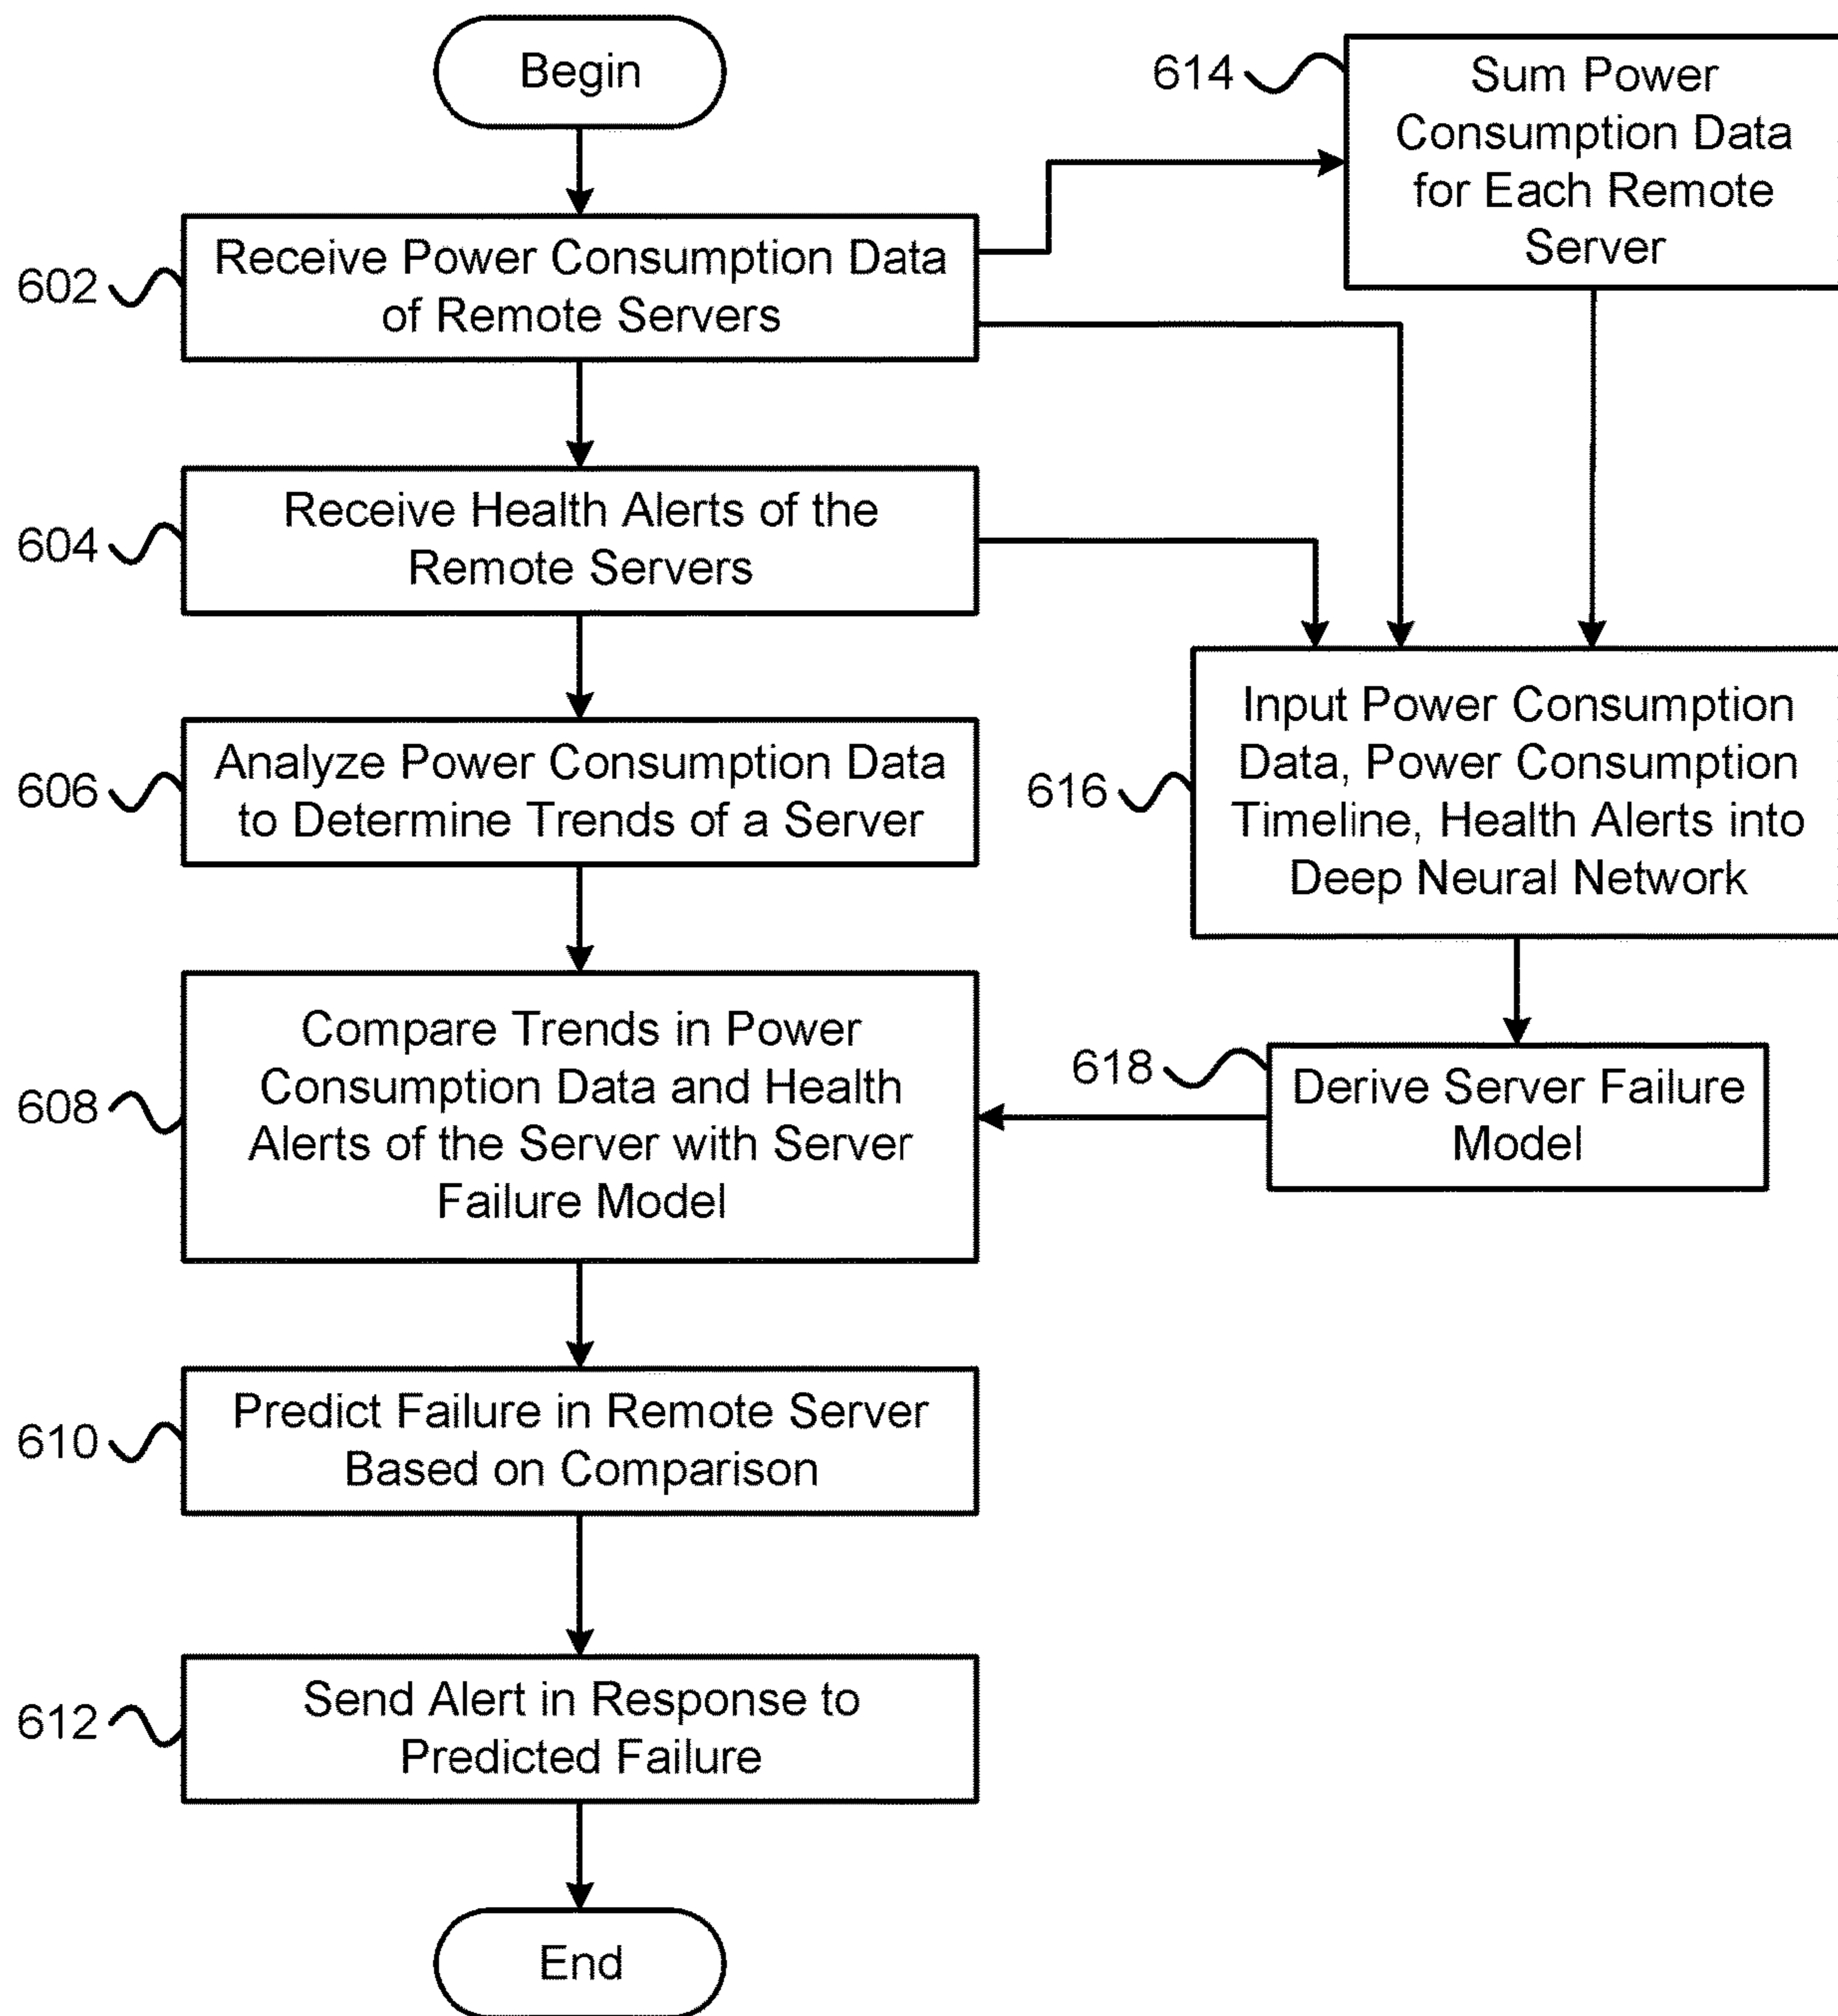 Begin
602
Receive Power Consumption Data
of Remote Servers
614
Sum Power
Consumption Data
for Each Remote
Server
604
Receive Health Alerts of the
Remote Servers
606
Analyze Power Consumption Data
to Determine Trends of a Server
616
Input Power Consumption
Data, Power Consumption
Timeline, Health Alerts into
Deep Neural Network
608
Compare Trends in Power
Consumption Data and Health
Alerts of the Server with Server
Failure Model
618
Derive Server Failure
Model
610
Predict Failure in Remote Server
Based on Comparison
612
Send Alert in Response to
Predicted Failure
End